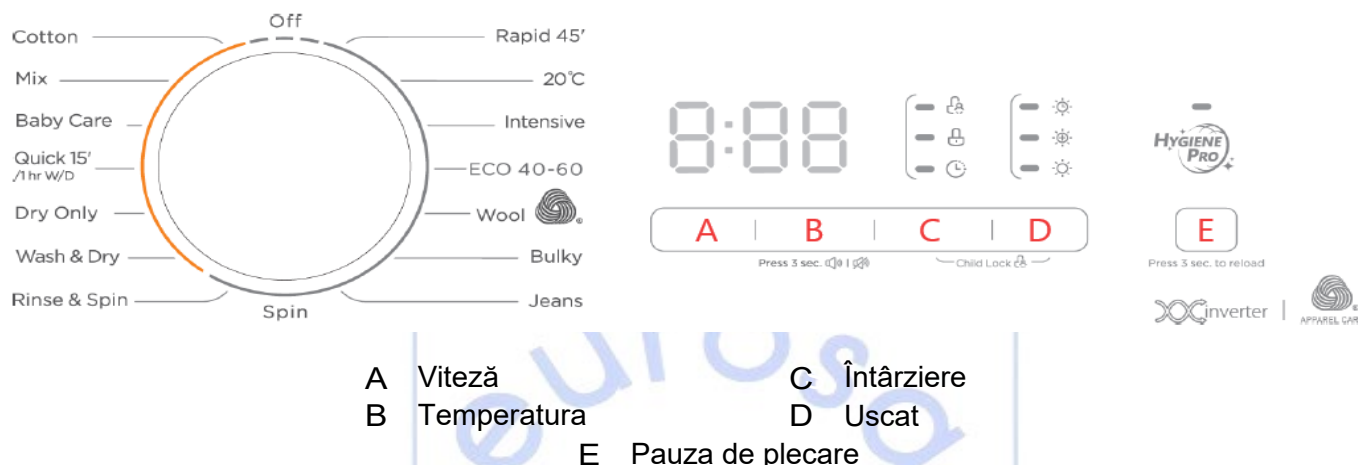 Off
Cotton
Rapid 45'
Mix
20°C
Baby Care
Intensive
Quick 15'
/1 hr W/D
ECO 40-60
Dry Only
Wool
Wash & Dry
Bulky
Rinse & Spin
Jeans
Spin
8:88
HYGIENE
PRO
A | B | C | D
E
Press 3 sec. |
Child Lock
Press 3 sec. to reload
inverter |
APPAREL CAR
euros
A Viteză
C Întârziere
B Temperatura
D Uscat
E Pauza de plecare